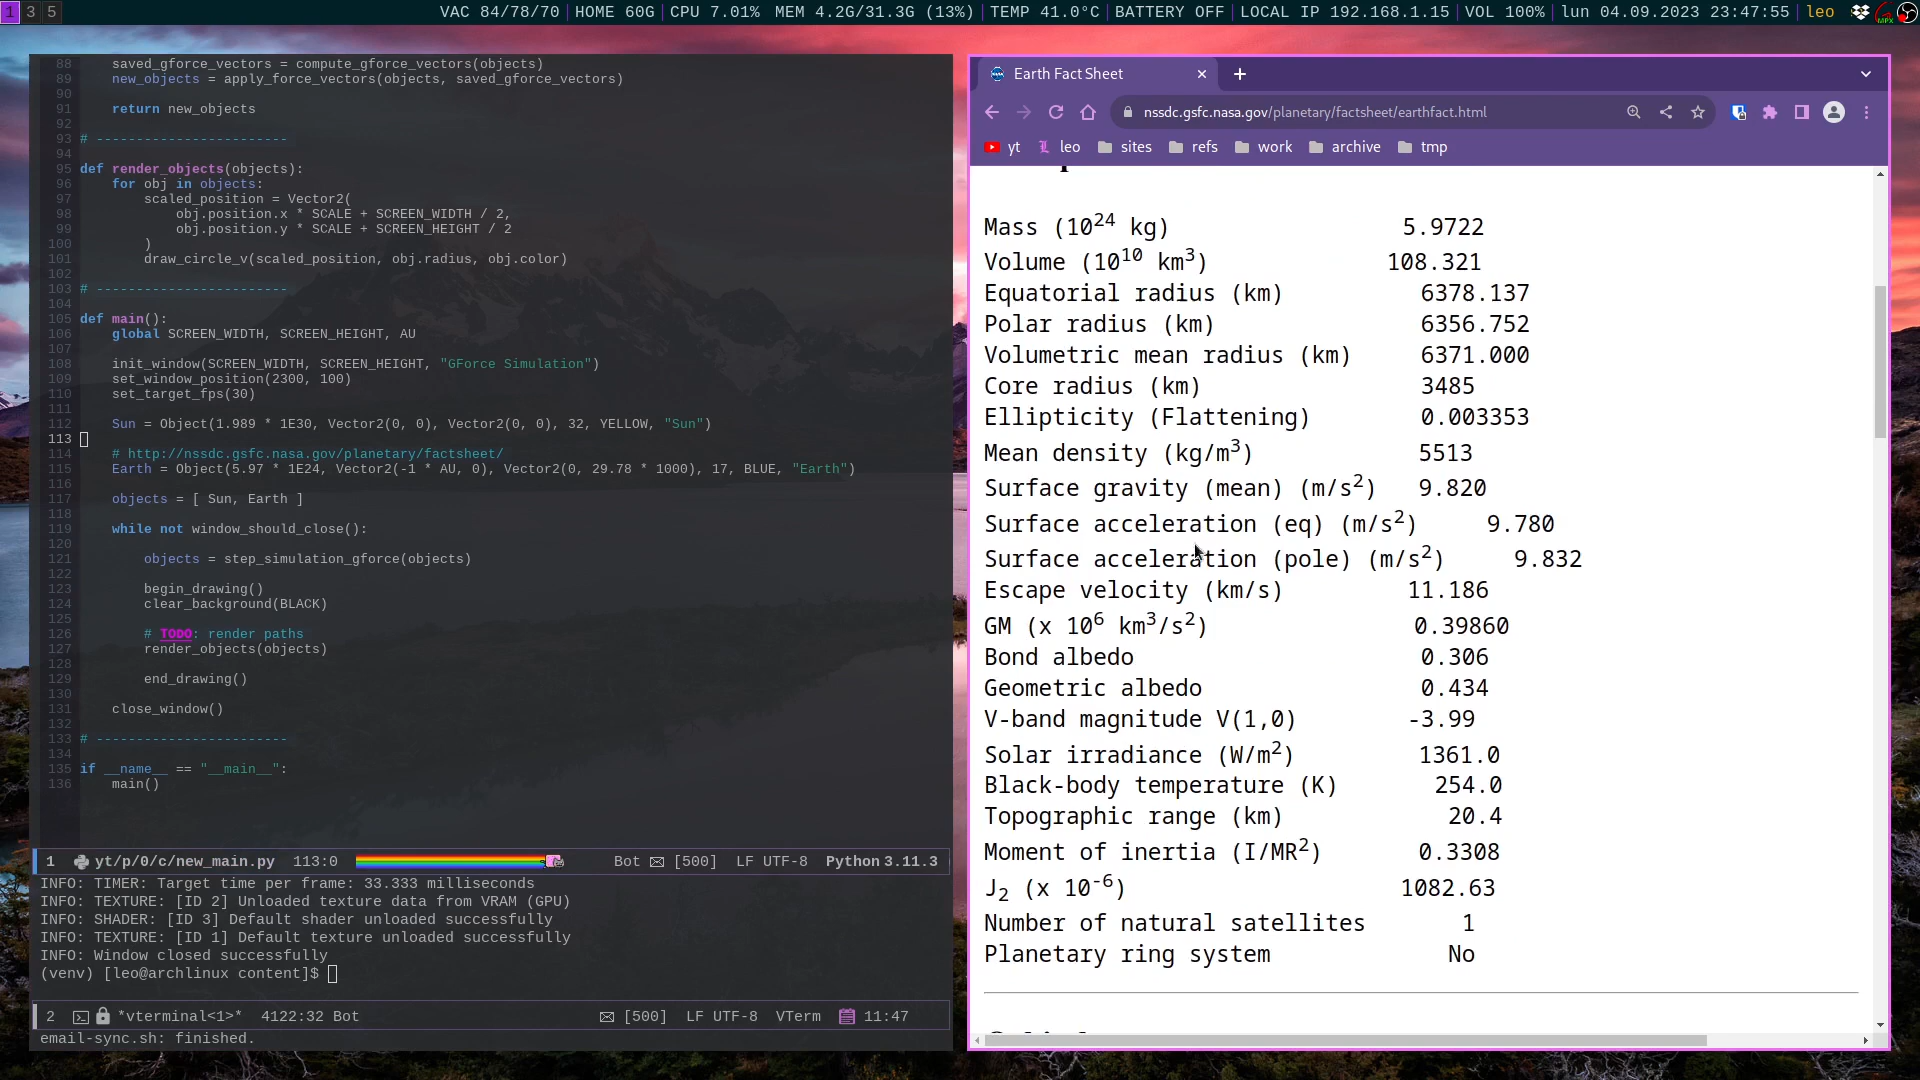 1 3 5
VAC 84/78/70 | HOME 60G | CPU 7.01% MEM 4.2G/31.3G (13%) | TEMP 41.0°C | BATTERY OFF | LOCAL IP 192.168.1.15 | VOL 100% | lun 04.09.2023 23:47:55 | leo
88 saved_gforce_vectors = compute_gforce_vectors(objects)
89 new_objects = apply_force_vectors(objects, saved_gforce_vectors)
90
91 return new_objects
92
93 # ------------------------
94
95 def render_objects(objects):
96 for obj in objects:
97 scaled_position = Vector2(
98 obj.position.x * SCALE + SCREEN_WIDTH / 2,
99 obj.position.y * SCALE + SCREEN_HEIGHT / 2
100 )
101 draw_circle_v(scaled_position, obj.radius, obj.color)
102
103 # ------------------------
104
105 def main():
106 global SCREEN_WIDTH, SCREEN_HEIGHT, AU
107
108 init_window(SCREEN_WIDTH, SCREEN_HEIGHT, "GForce Simulation")
109 set_window_position(2300, 100)
110 set_target_fps(30)
111
112 Sun = Object(1.989 * 1E30, Vector2(0, 0), Vector2(0, 0), 32, YELLOW, "Sun")
113
114 # http://nssdc.gsfc.nasa.gov/planetary/factsheet/
115 Earth = Object(5.97 * 1E24, Vector2(-1 * AU, 0), Vector2(0, 29.78 * 1000), 17, BLUE, "Earth")
116
117 objects = [ Sun, Earth ]
118
119 while not window_should_close():
120
121 objects = step_simulation_gforce(objects)
122
123 begin_drawing()
124 clear_background(BLACK)
125
126 # TODO: render paths
127 render_objects(objects)
128
129 end_drawing()
130
131 close_window()
132
133 # ------------------------
134
135 if __name__ == "__main__":
136 main()
1 yt/p/0/c/new_main.py 113:0 Bot [500] LF UTF-8 Python 3.11.3
INFO: TIMER: Target time per frame: 33.333 milliseconds
INFO: TEXTURE: [ID 2] Unloaded texture data from VRAM (GPU)
INFO: SHADER: [ID 3] Default shader unloaded successfully
INFO: TEXTURE: [ID 1] Default texture unloaded successfully
INFO: Window closed successfully
(venv) [leo@archlinux content]$
2 *vterminal<1>* 4122:32 Bot [500] LF UTF-8 VTerm 11:47
email-sync.sh: finished.
Earth Fact Sheet
nssdc.gsfc.nasa.gov/planetary/factsheet/earthfact.html
yt leo sites refs work archive tmp
Mass (10²⁴ kg) 5.9722
Volume (10¹⁰ km³) 108.321
Equatorial radius (km) 6378.137
Polar radius (km) 6356.752
Volumetric mean radius (km) 6371.000
Core radius (km) 3485
Ellipticity (Flattening) 0.003353
Mean density (kg/m³) 5513
Surface gravity (mean) (m/s²) 9.820
Surface acceleration (eq) (m/s²) 9.780
Surface acceleration (pole) (m/s²) 9.832
Escape velocity (km/s) 11.186
GM (x 10⁶ km³/s²) 0.39860
Bond albedo 0.306
Geometric albedo 0.434
V-band magnitude V(1,0) -3.99
Solar irradiance (W/m²) 1361.0
Black-body temperature (K) 254.0
Topographic range (km) 20.4
Moment of inertia (I/MR²) 0.3308
J₂ (x 10⁻⁶) 1082.63
Number of natural satellites 1
Planetary ring system No